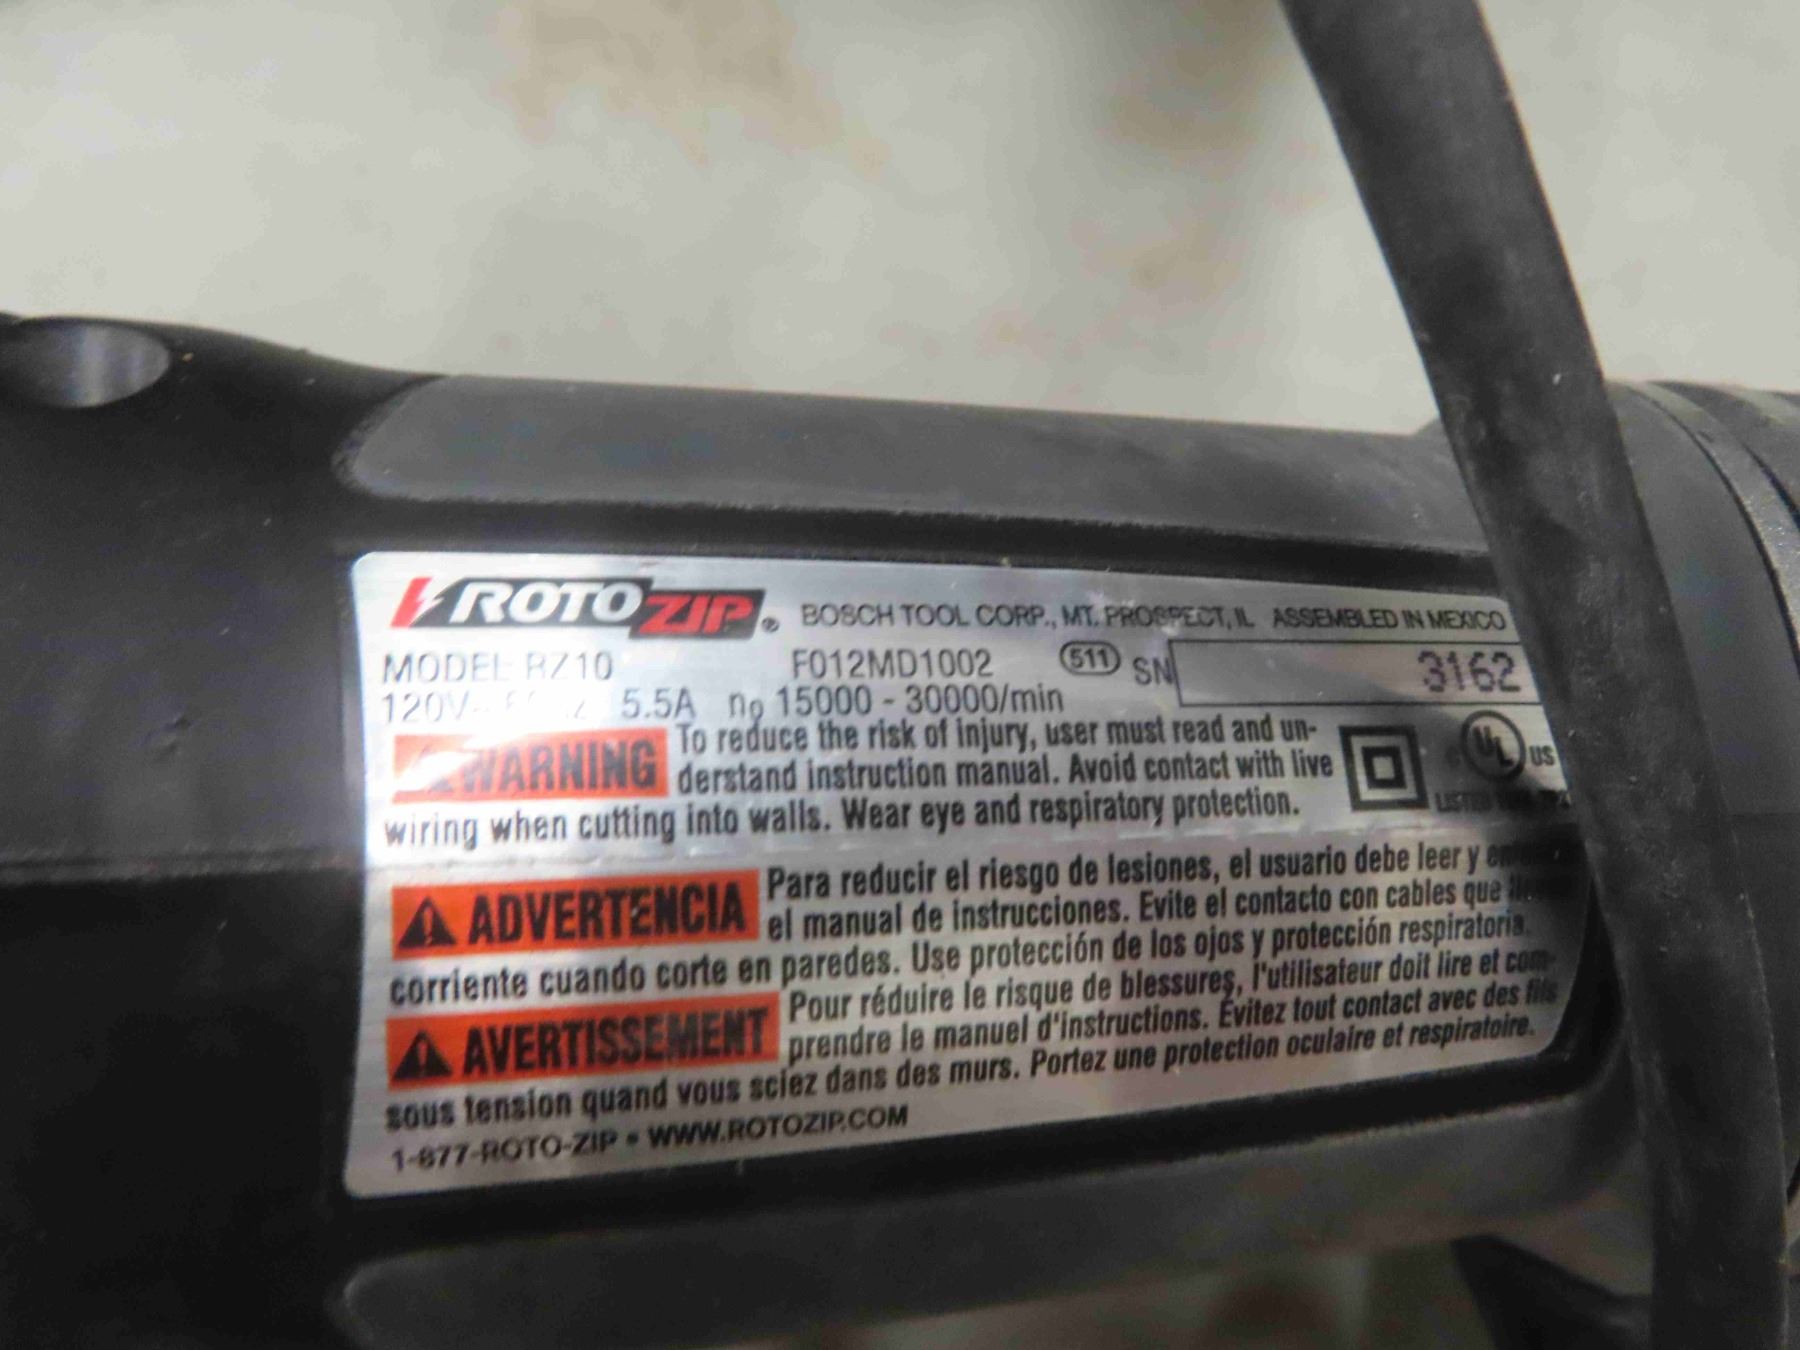 ROTOZIP® BOSCH TOOL CORP., MT. PROSPECT, IL ASSEMBLED IN MEXICO
MODEL RZ10 F012MD1002 511 SN 3162
120V~ 5.5A n₀ 15000 - 30000/min
WARNING To reduce the risk of injury, user must read and un-
derstand instruction manual. Avoid contact with live
wiring when cutting into walls. Wear eye and respiratory protection.
UL US
LISTED
ADVERTENCIA Para reducir el riesgo de lesiones, el usuario debe leer y
el manual de instrucciones. Evite el contacto con cables que
corriente cuando corte en paredes. Use protección de los ojos y protección respiratoria.
AVERTISSEMENT Pour réduire le risque de blessures, l'utilisateur doit lire et com-
prendre le manuel d'instructions. Évitez tout contact avec des fils
sous tension quand vous sciez dans des murs. Portez une protection oculaire et respiratoire.
1-877-ROTO-ZIP • WWW.ROTOZIP.COM